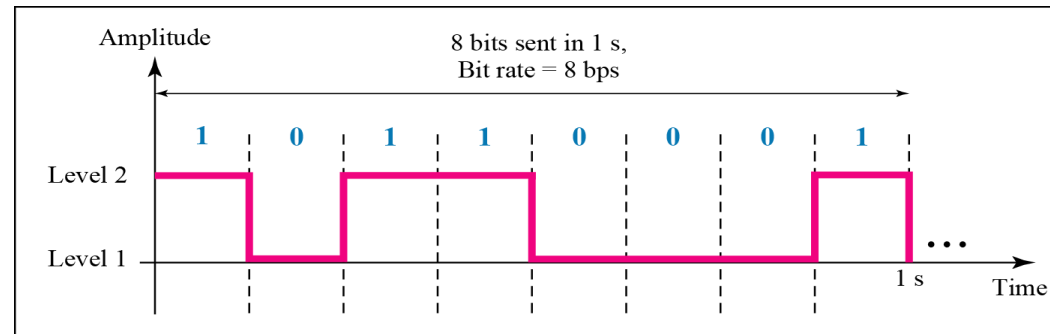 Amplitude
8 bits sent in 1 s,
Bit rate = 8 bps
1 0 1 1 0 0 0 1
Level 2
Level 1
...
1 s
Time